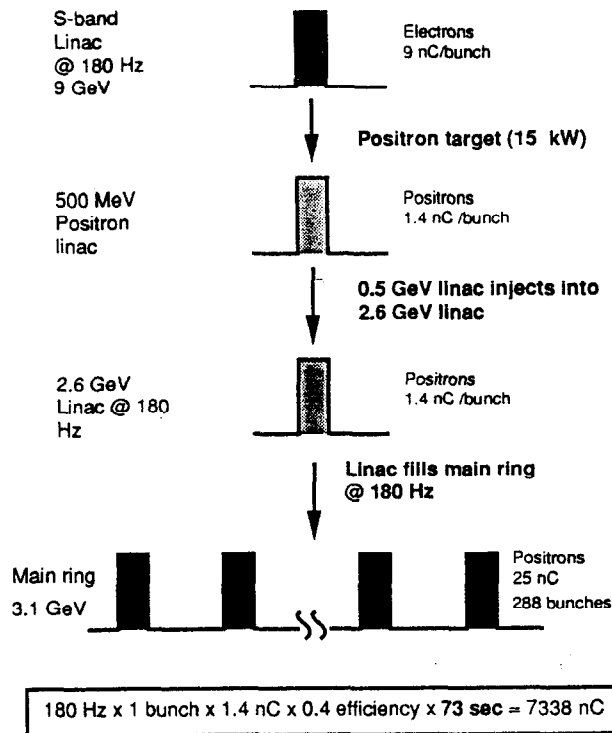 S-band
Linac
@ 180 Hz
9 GeV
Electrons
9 nC/bunch
Positron target (15 kW)
500 MeV
Positron
linac
Positrons
1.4 nC /bunch
0.5 GeV linac injects into
2.6 GeV linac
2.6 GeV
Linac @ 180
Hz
Positrons
1.4 nC /bunch
Linac fills main ring
@ 180 Hz
Main ring
3.1 GeV
Positrons
25 nC
288 bunches
180 Hz x 1 bunch x 1.4 nC x 0.4 efficiency x 73 sec = 7338 nC